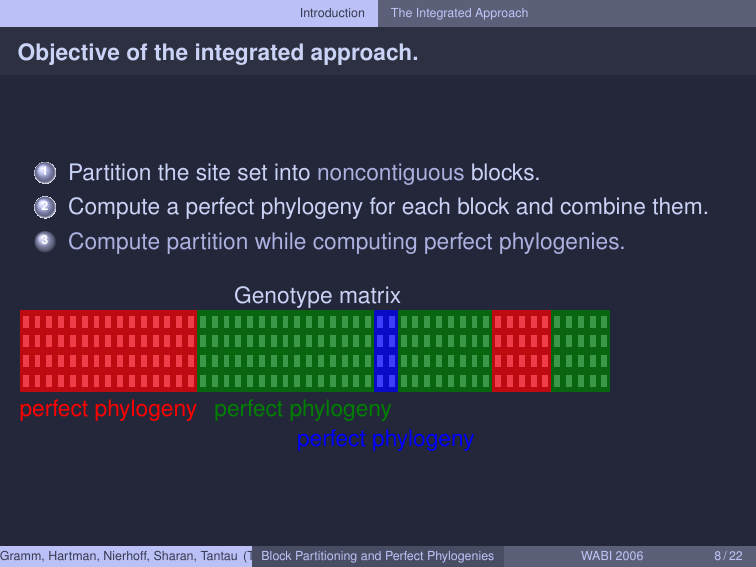 Introduction The Integrated Approach
Objective of the integrated approach.
1 Partition the site set into noncontiguous blocks.
2 Compute a perfect phylogeny for each block and combine them.
3 Compute partition while computing perfect phylogenies.
Genotype matrix
perfect phylogeny perfect phylogeny
perfect phylogeny
Gramm, Hartman, Nierhoff, Sharan, Tantau (T Block Partitioning and Perfect Phylogenies WABI 2006 8 / 22